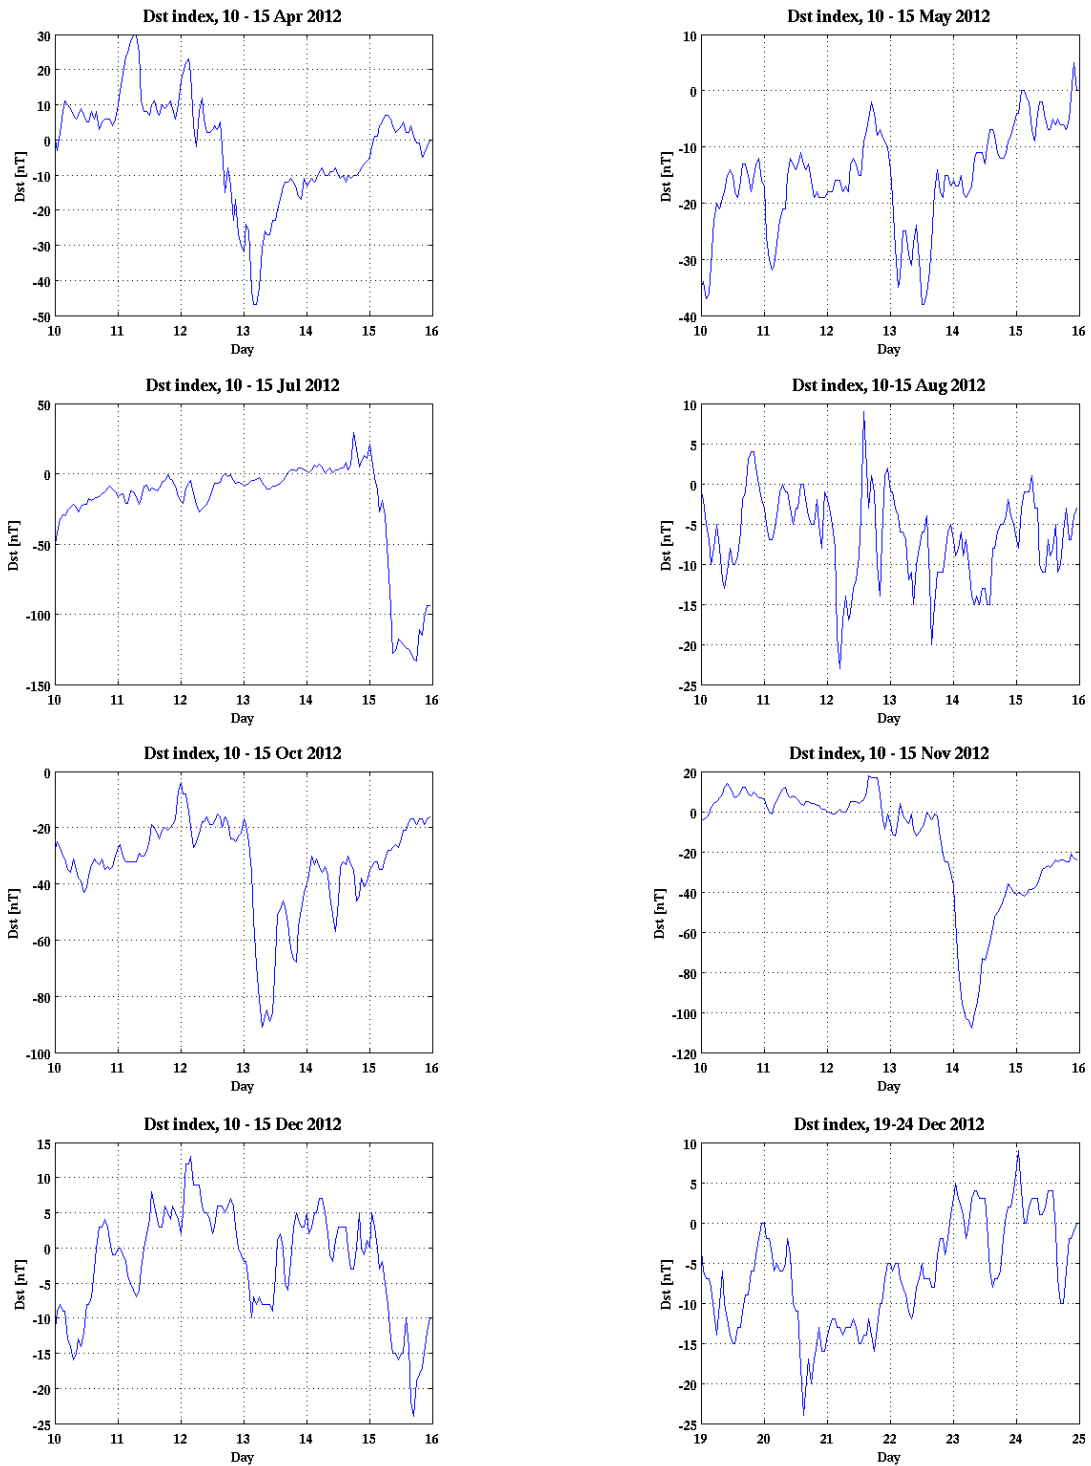 Dst index, 10 - 15 Apr 2012
30
20
10
0
-10
-20
-30
-40
-50
Dst [nT]
10 11 12 13 14 15 16
Day
Dst index, 10 - 15 May 2012
10
0
-10
-20
-30
-40
Dst [nT]
10 11 12 13 14 15 16
Day
Dst index, 10 - 15 Jul 2012
50
0
-50
-100
-150
Dst [nT]
10 11 12 13 14 15 16
Day
Dst index, 10-15 Aug 2012
10
5
0
-5
-10
-15
-20
-25
Dst [nT]
10 11 12 13 14 15 16
Day
Dst index, 10 - 15 Oct 2012
0
-20
-40
-60
-80
-100
Dst [nT]
10 11 12 13 14 15 16
Day
Dst index, 10 - 15 Nov 2012
20
0
-20
-40
-60
-80
-100
-120
Dst [nT]
10 11 12 13 14 15 16
Day
Dst index, 10 - 15 Dec 2012
15
10
5
0
-5
-10
-15
-20
-25
Dst [nT]
10 11 12 13 14 15 16
Day
Dst index, 19-24 Dec 2012
10
5
0
-5
-10
-15
-20
-25
Dst [nT]
19 20 21 22 23 24 25
Day